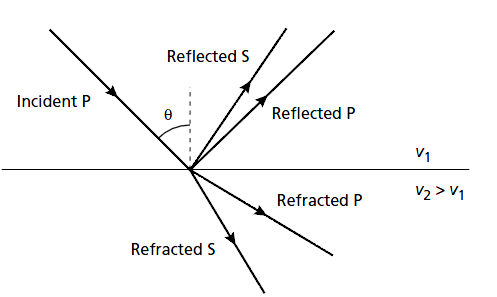 Reflected S
Incident P
θ
Reflected P
v₁
v₂ > v₁
Refracted P
Refracted S